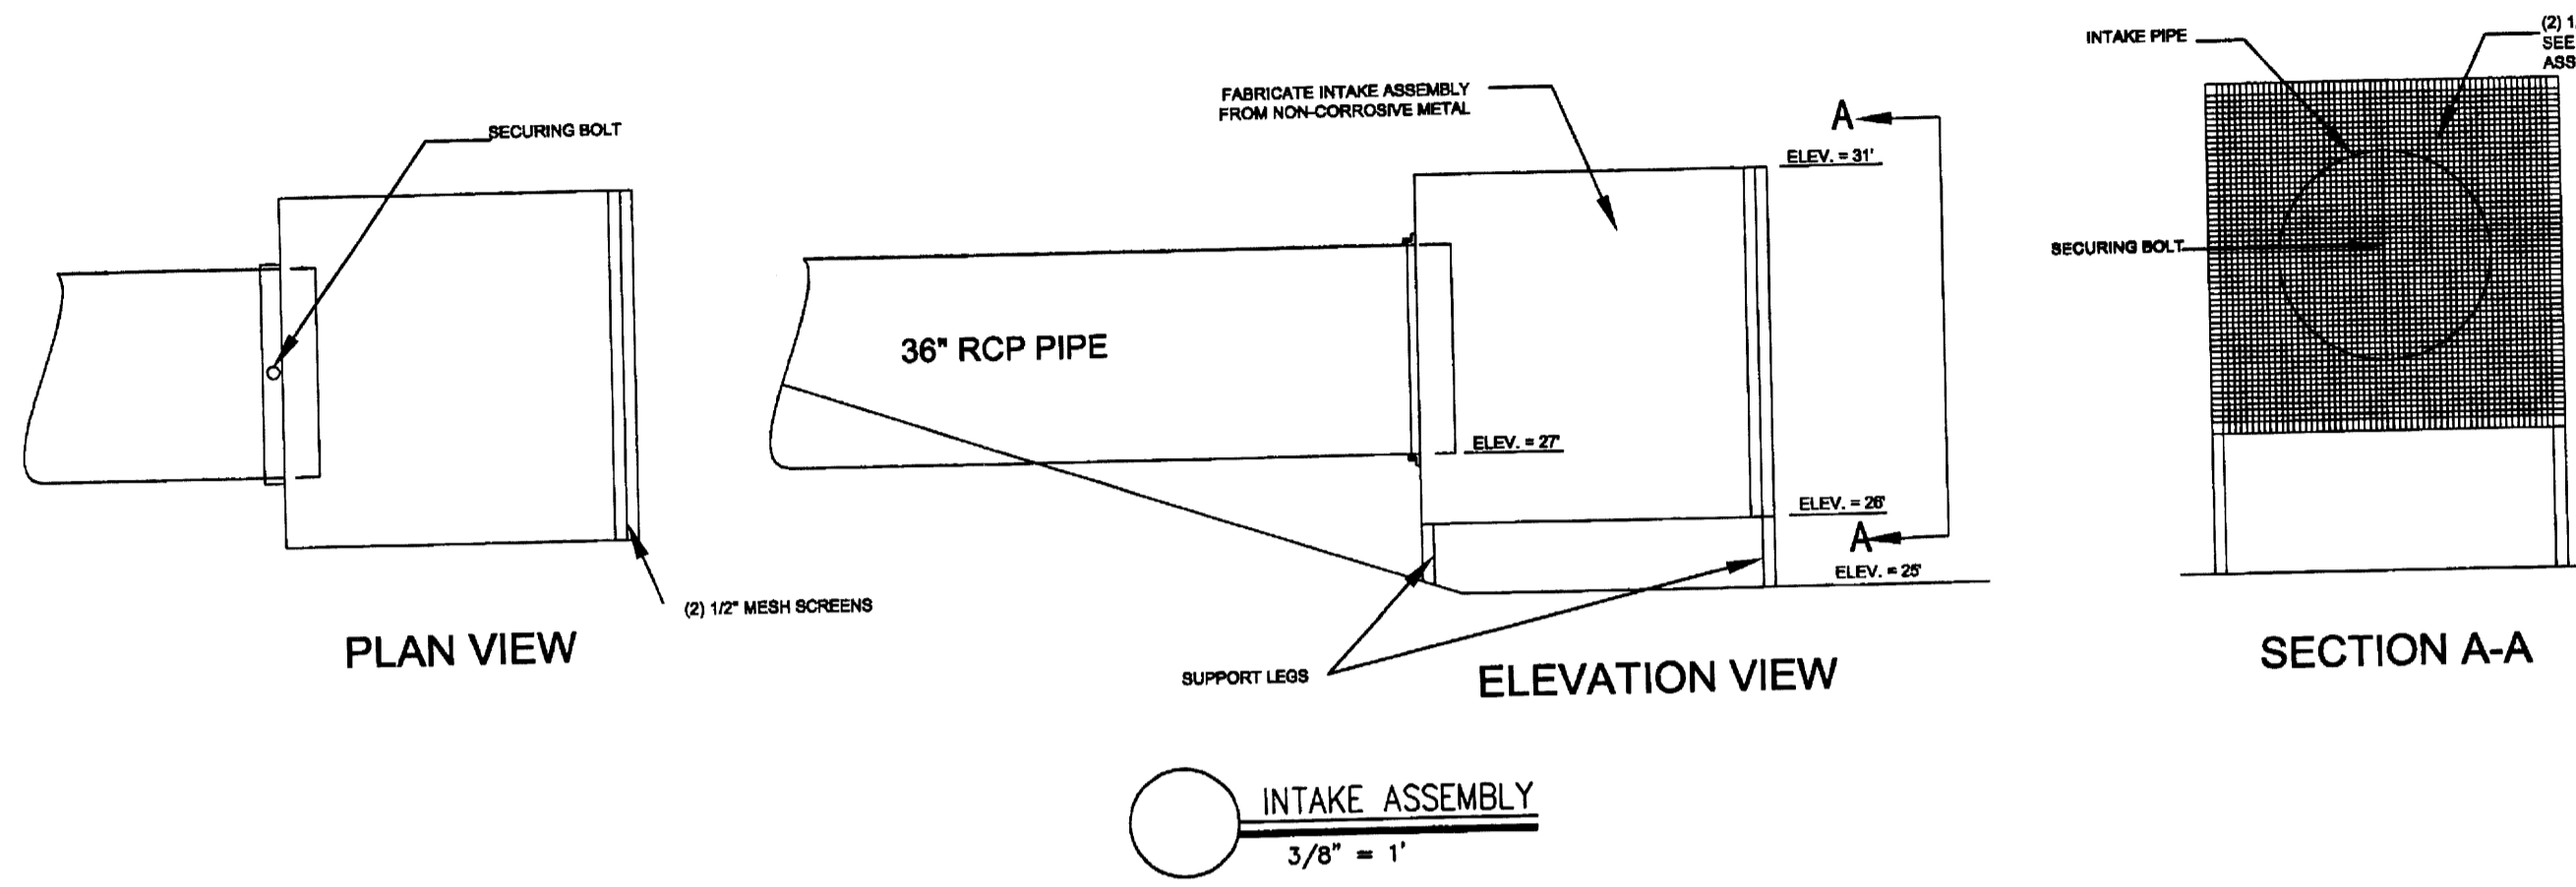 SECURING BOLT
(2) 1/2" MESH SCREENS
PLAN VIEW
FABRICATE INTAKE ASSEMBLY
FROM NON-CORROSIVE METAL
A
ELEV. = 31'
36" RCP PIPE
ELEV. = 27'
ELEV. = 26'
A
ELEV. = 25'
SUPPORT LEGS
ELEVATION VIEW
INTAKE PIPE
(2) 1
SEE
ASS
SECURING BOLT
SECTION A-A
INTAKE ASSEMBLY
3/8" = 1'